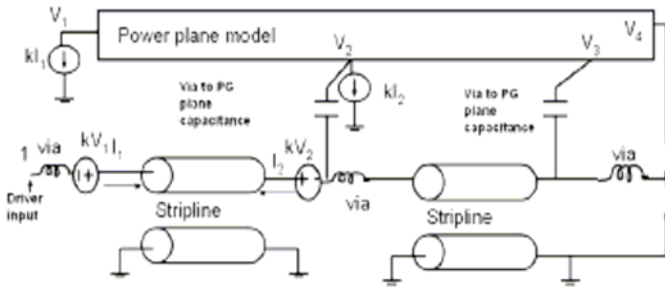 V1
Power plane model
V2
V3
V4
kI1
Via to PG
plane
capacitance
kI2
Via to PG
plane
capacitance
1 via
kV1
I1
I2
kV2
via
Driver
input
via
Stripline
Stripline